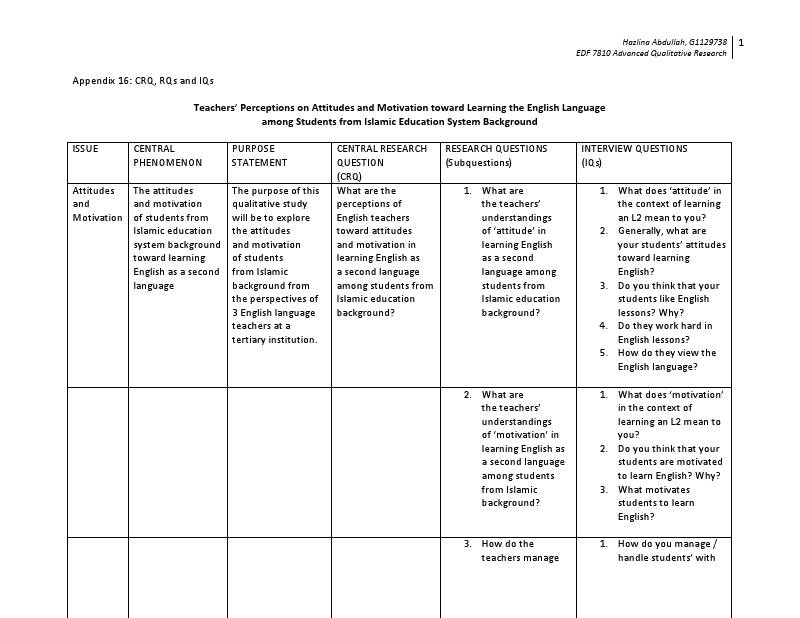 Hazlina Abdullah, G1129738
1
EDF 7810 Advanced Qualitative Research
Appendix 16: CRQ, RQs and IQs
Teachers’ Perceptions on Attitudes and Motivation toward Learning the English Language
among Students from Islamic Education System Background
ISSUE
CENTRAL
PHENOMENON
PURPOSE
STATEMENT
CENTRAL RESEARCH
QUESTION
(CRQ)
RESEARCH QUESTIONS
(Subquestions)
INTERVIEW QUESTIONS
(IQs)
Attitudes
and
Motivation
The attitudes
and motivation
of students from
Islamic education
system background
toward learning
English as a second
language
The purpose of this
qualitative study
will be to explore
the attitudes
and motivation
of students
from Islamic
background from
the perspectives of
3 English language
teachers at a
tertiary institution.
What are the
perceptions of
English teachers
toward attitudes
and motivation in
learning English as
a second language
among students from
Islamic education
background?
1. What are
the teachers’
understandings
of ‘attitude’ in
learning English
as a second
language among
students from
Islamic education
background?
1. What does ‘attitude’ in
the context of learning
an L2 mean to you?
2. Generally, what are
your students’ attitudes
toward learning
English?
3. Do you think that your
students like English
lessons? Why?
4. Do they work hard in
English lessons?
5. How do they view the
English language?
2. What are
the teachers’
understandings
of ‘motivation’ in
learning English as
a second language
among students
from Islamic
background?
1. What does ‘motivation’
in the context of
learning an L2 mean to
you?
2. Do you think that your
students are motivated
to learn English? Why?
3. What motivates
students to learn
English?
3. How do the
teachers manage
1. How do you manage /
handle students’ with